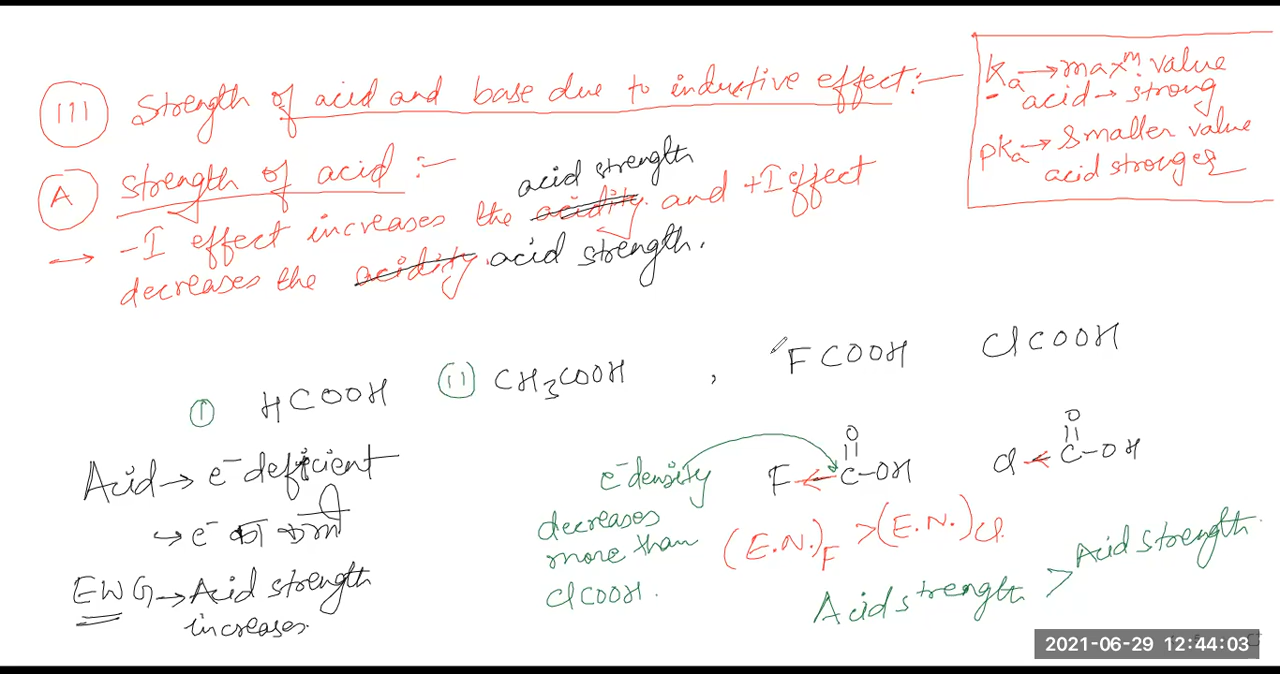 (III) Strength of acid and base due to inductive effect :-
Ka → max^m value
acid → strong
pKa → Smaller value
acid stronger
(A) Strength of acid :-
acid strength
→ -I effect increases the acidity and +I effect
decreases the acidity. acid strength.
(I) HCOOH (II) CH3COOH , FCOOH ClCOOH
Acid → e⁻ deficient
↳ e⁻ का कमी
EWG → Acid strength
increases.
e⁻ density
decreases
more than
ClCOOH.
O
F ← C - OH
O
Cl ← C - OH
(E.N.)F > (E.N.)Cl
Acid strength > Acid strength
2021-06-29 12:44:03